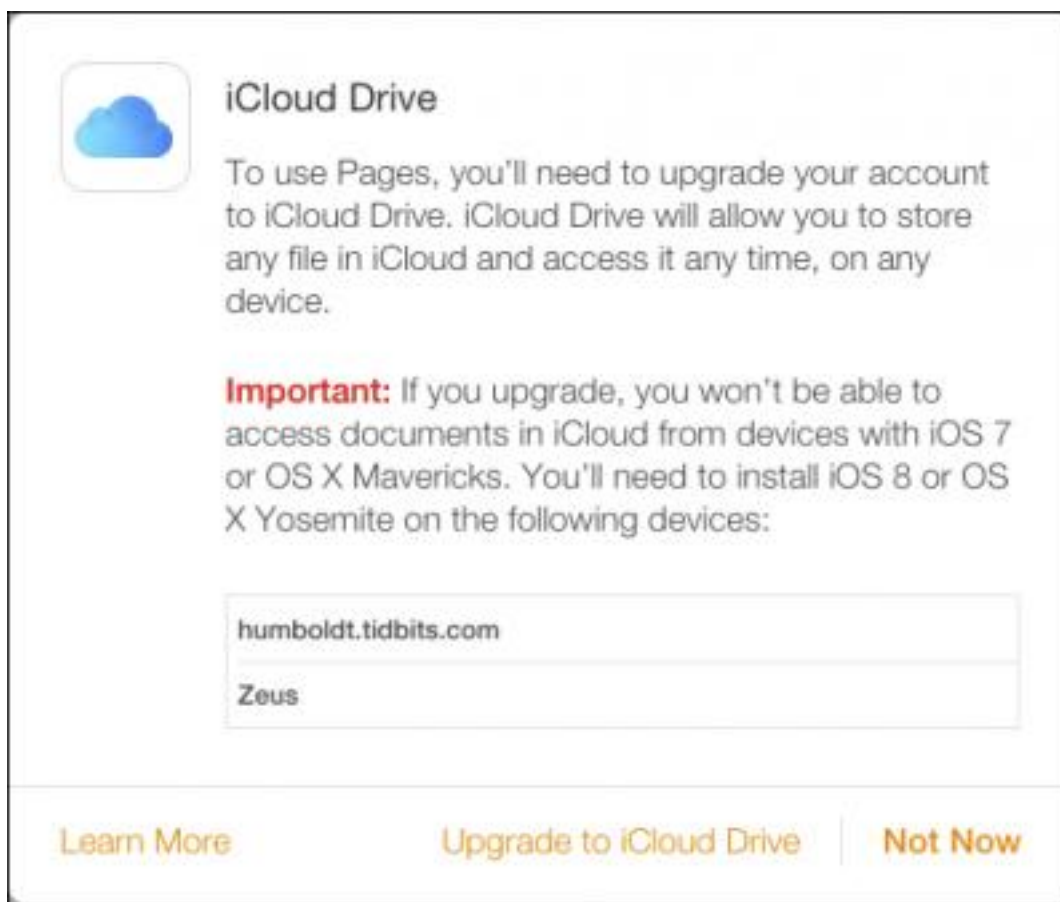 iCloud Drive
To use Pages, you'll need to upgrade your account
to iCloud Drive. iCloud Drive will allow you to store
any file in iCloud and access it any time, on any
device.
Important: If you upgrade, you won't be able to
access documents in iCloud from devices with iOS 7
or OS X Mavericks. You'll need to install iOS 8 or OS
X Yosemite on the following devices:
humboldt.tidbits.com
Zeus
Learn More
Upgrade to iCloud Drive
Not Now